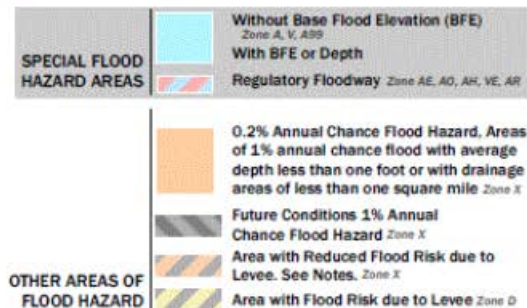 Without Base Flood Elevation (BFE)
Zone A, V, A99
With BFE or Depth
SPECIAL FLOOD
HAZARD AREAS
Regulatory Floodway Zone AE, AO, AH, VE, AR
0.2% Annual Chance Flood Hazard, Areas
of 1% annual chance flood with average
depth less than one foot or with drainage
areas of less than one square mile Zone X
Future Conditions 1% Annual
Chance Flood Hazard Zone X
Area with Reduced Flood Risk due to
Levee. See Notes. Zone X
OTHER AREAS OF
FLOOD HAZARD
Area with Flood Risk due to Levee Zone D